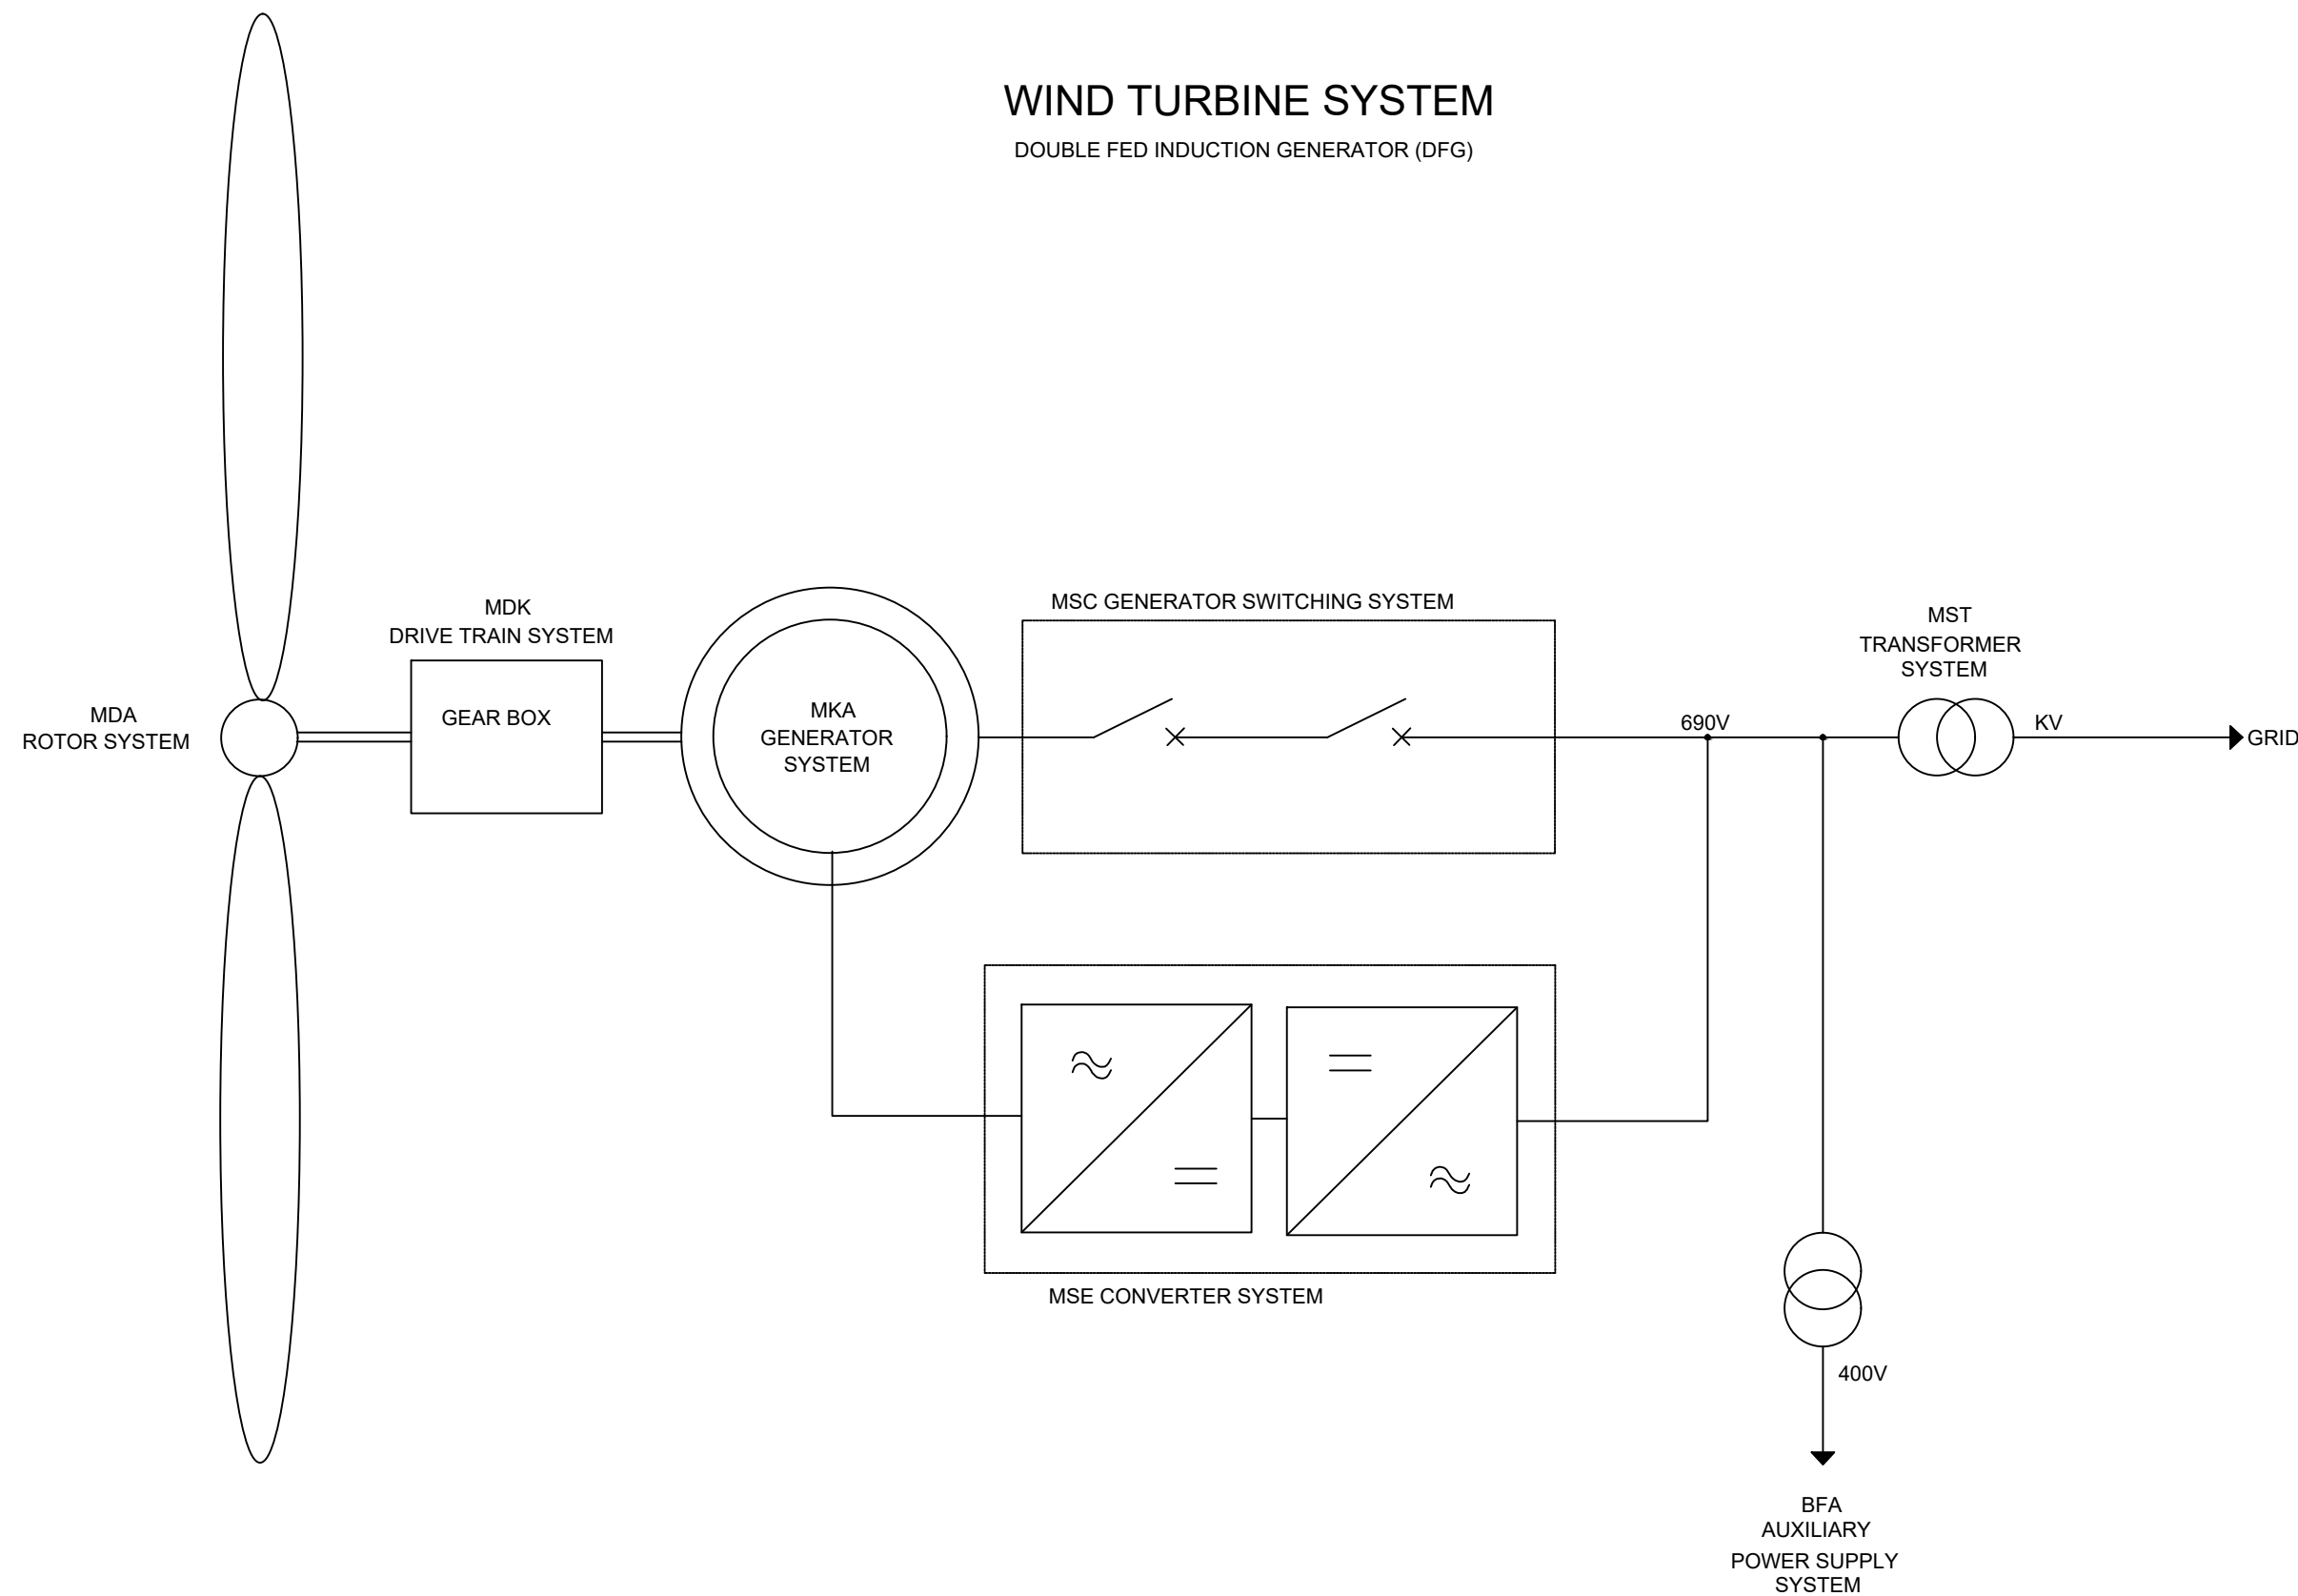 WIND TURBINE SYSTEM
DOUBLE FED INDUCTION GENERATOR (DFG)
MDA
ROTOR SYSTEM
MDK
DRIVE TRAIN SYSTEM
GEAR BOX
MKA
GENERATOR
SYSTEM
MSC GENERATOR SWITCHING SYSTEM
690V
MST
TRANSFORMER
SYSTEM
KV
GRID
MSE CONVERTER SYSTEM
400V
BFA
AUXILIARY
POWER SUPPLY
SYSTEM